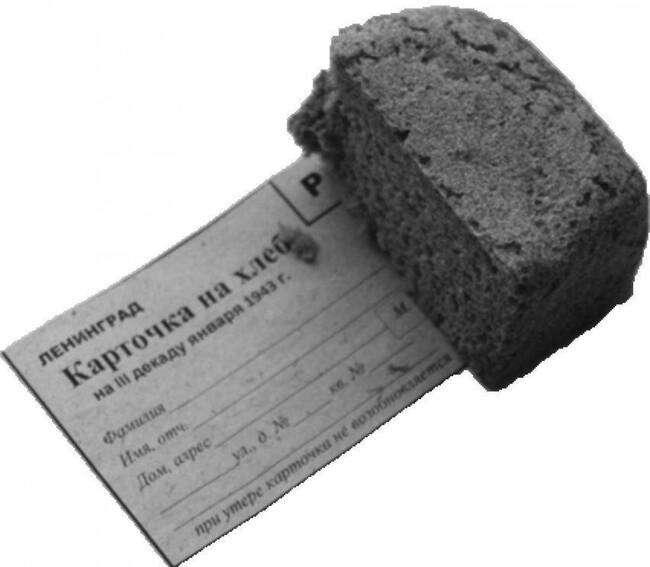 Р
ЛЕНИНГРАД
Карточка на хлеб
на III декаду января 1943 г.
М
Фамилия
Имя, отч.
Дом, адрес ул., д. № кв. №
при утере карточка не возобновляется